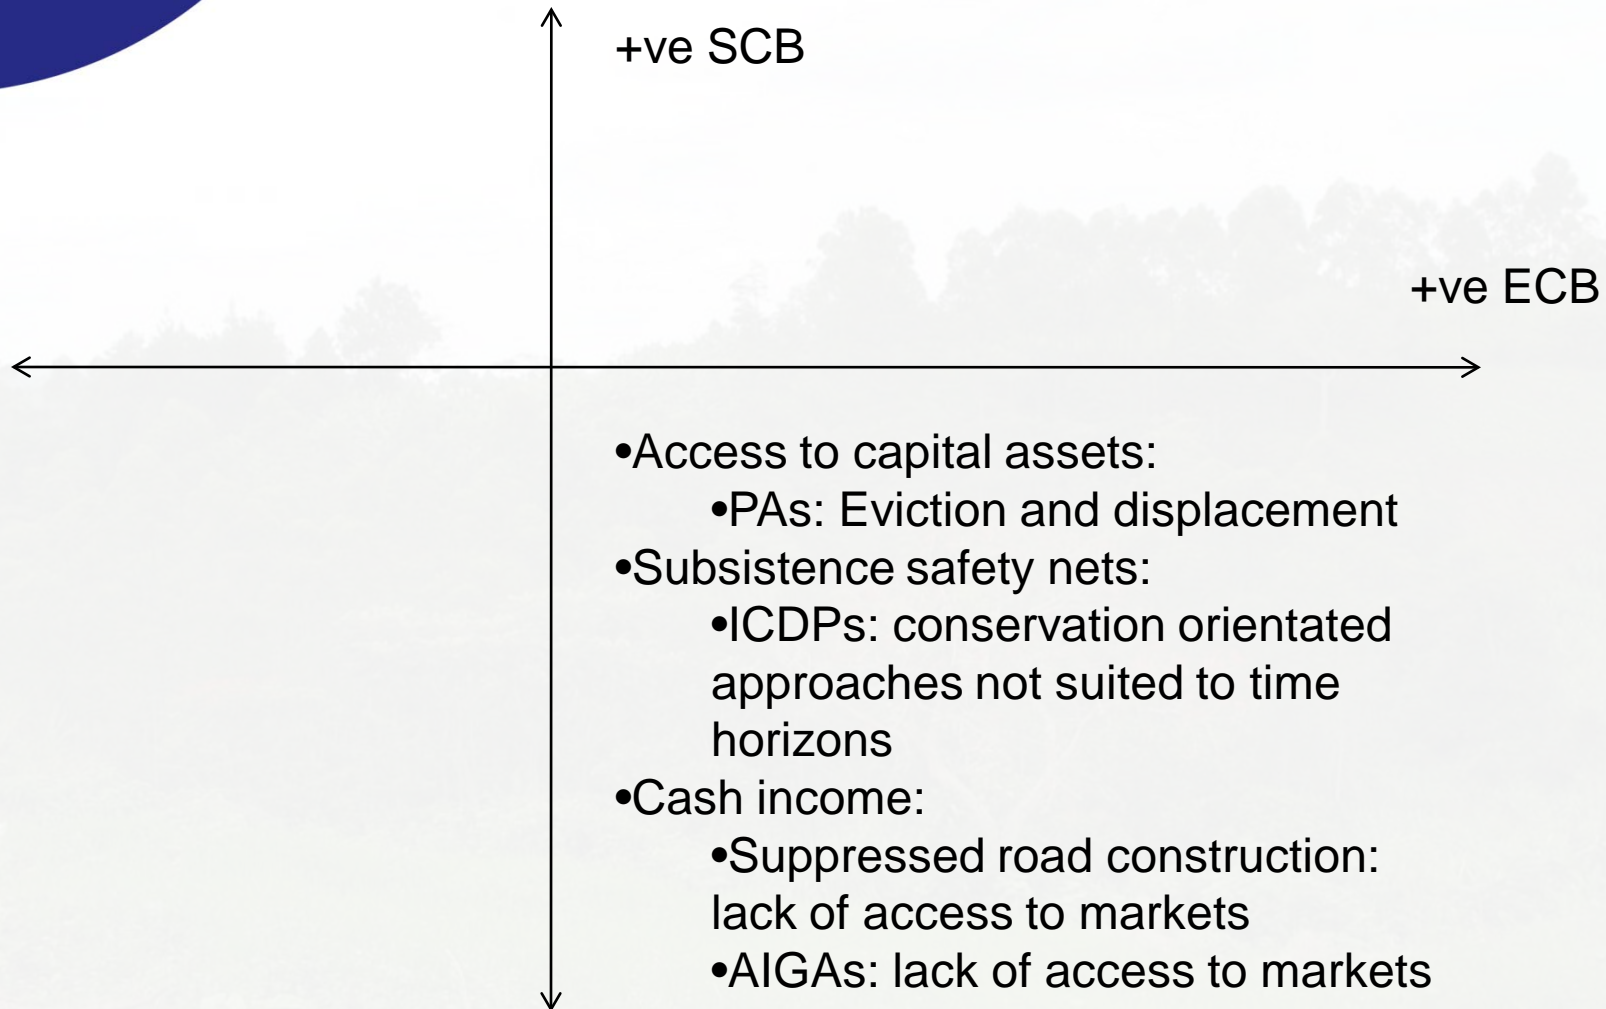 +ve SCB
+ve ECB
•Access to capital assets:
•PAs: Eviction and displacement
•Subsistence safety nets:
•ICDPs: conservation orientated
approaches not suited to time
horizons
•Cash income:
•Suppressed road construction:
lack of access to markets
•AIGAs: lack of access to markets